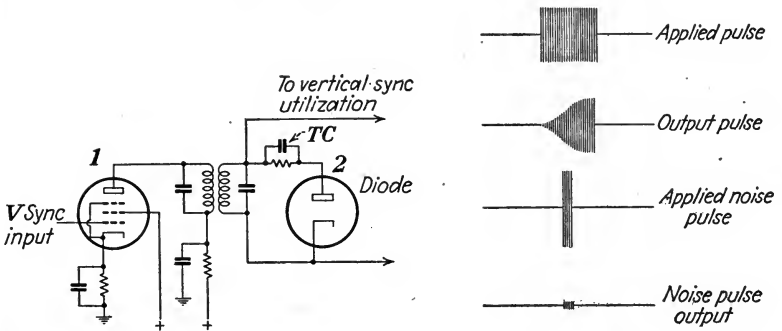 To vertical sync
utilization
TC
1
2
Diode
V Sync
input
+
+
Applied pulse
Output pulse
Applied noise
pulse
Noise pulse
output